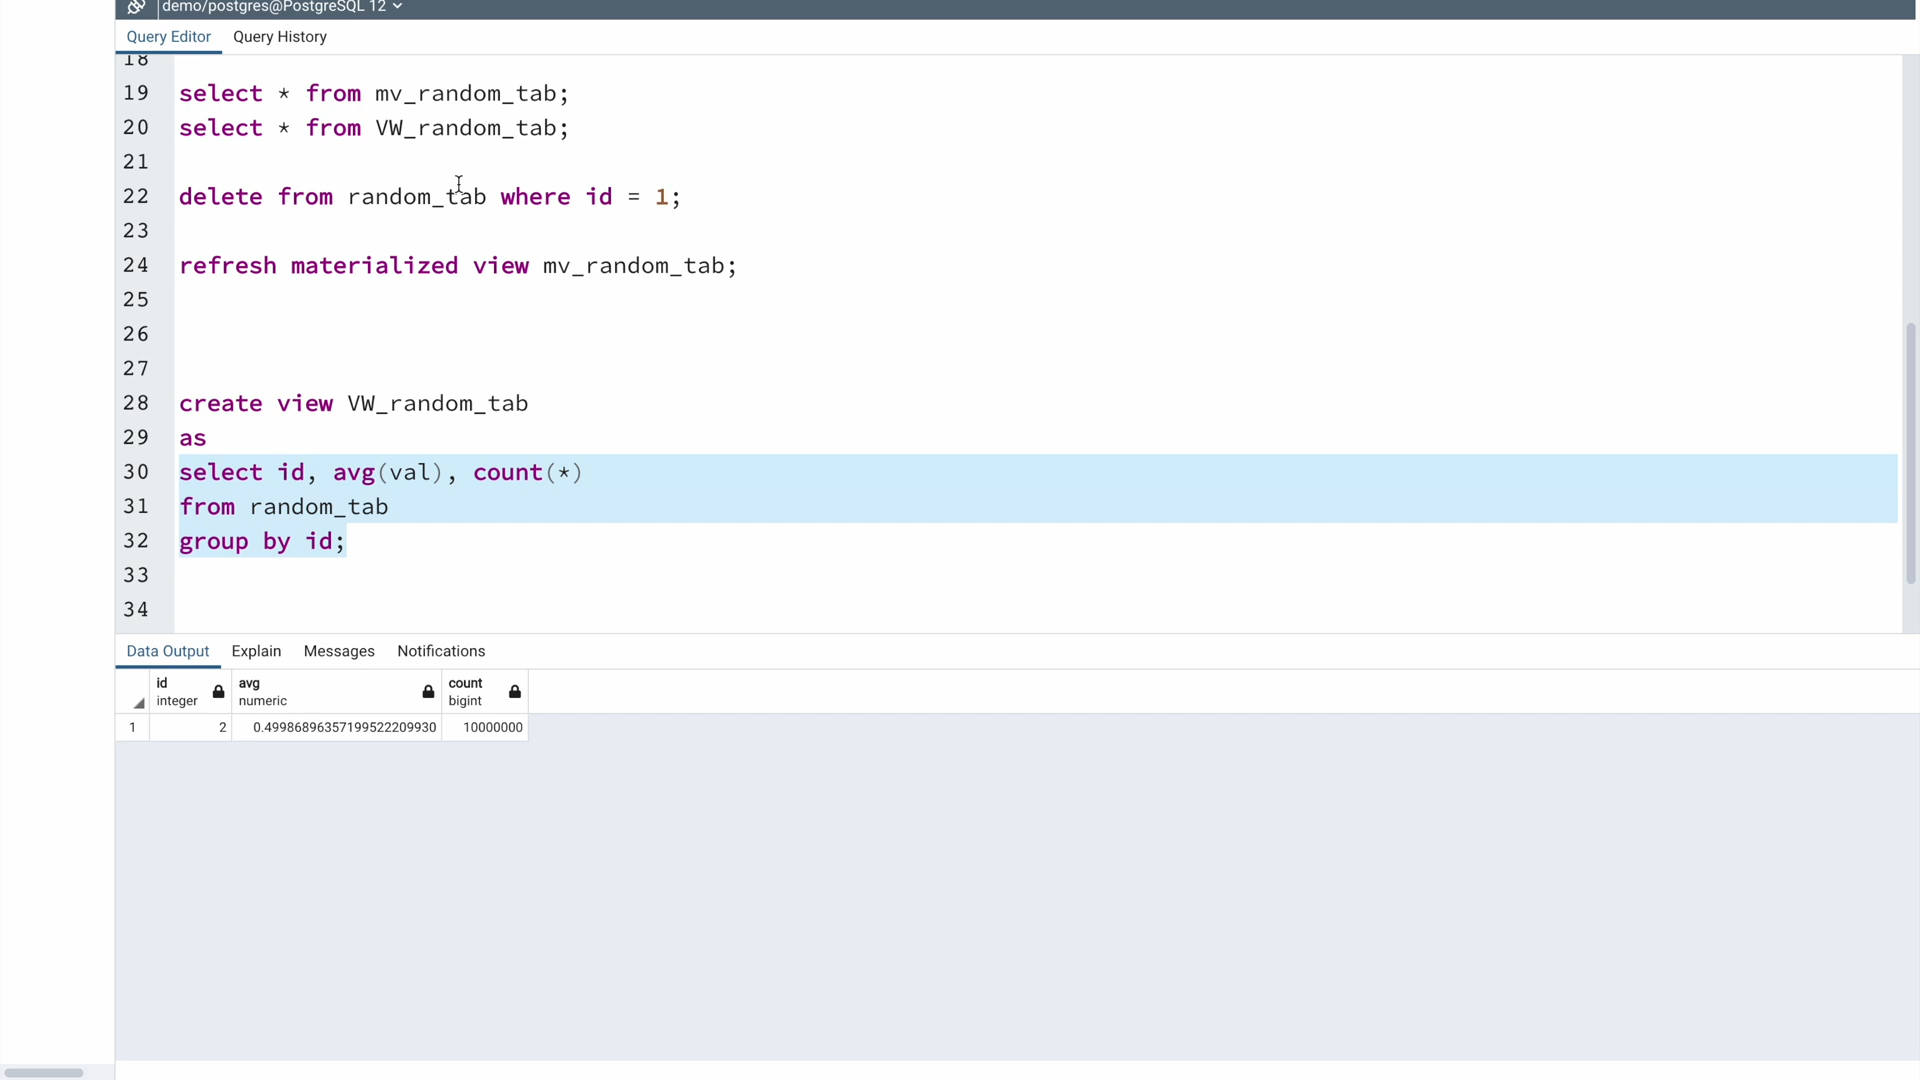 demo/postgres@PostgreSQL 12
Query Editor Query History
18
19 select * from mv_random_tab;
20 select * from VW_random_tab;
21
22 delete from random_tab where id = 1;
23
24 refresh materialized view mv_random_tab;
25
26
27
28 create view VW_random_tab
29 as
30 select id, avg(val), count(*)
31 from random_tab
32 group by id;
33
34
Data Output Explain Messages Notifications
id avg count
integer numeric bigint
1 2 0.49986896357199522209930 10000000